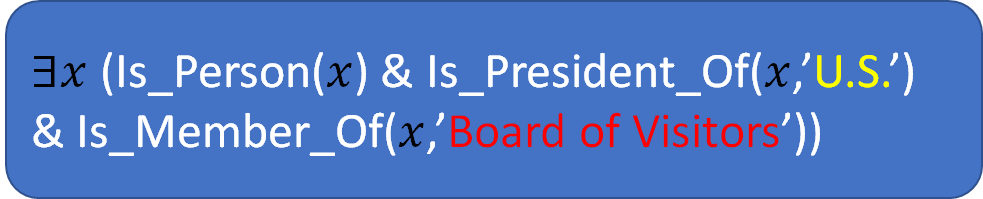 ∃𝑥 (Is_Person(𝑥) & Is_President_Of(𝑥,’U.S.’)
& Is_Member_Of(𝑥,’Board of Visitors’))